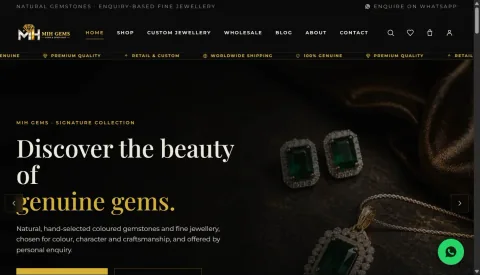 NATURAL GEMSTONES · ENQUIRY-BASED FINE JEWELLERY
ENQUIRE ON WHATSAPP
MIH
MIH GEMS
HOME
SHOP
CUSTOM JEWELLERY
WHOLESALE
BLOG
ABOUT
CONTACT
ENUINE
PREMIUM QUALITY
RETAIL & CUSTOM
WORLDWIDE SHIPPING
100% GENUINE
PREMIUM QUALITY
RETAIL
MIH GEMS · SIGNATURE COLLECTION
Discover the beauty
of
genuine gems.
Natural, hand-selected coloured gemstones and fine jewellery,
chosen for colour, character and craftsmanship, and offered by
personal enquiry.